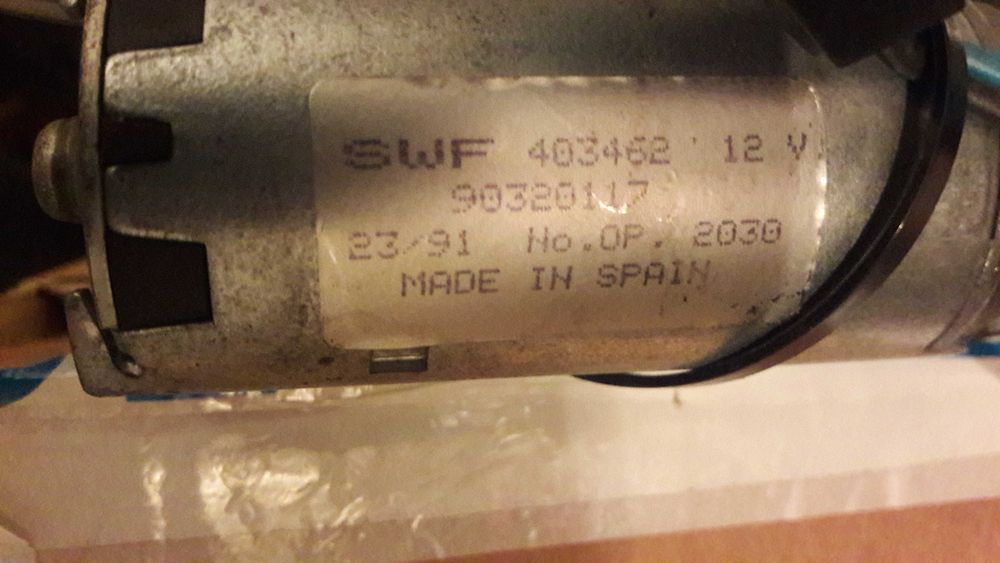 SWF 403462 12 V
90320117
23/91 No.OP. 2030
MADE IN SPAIN